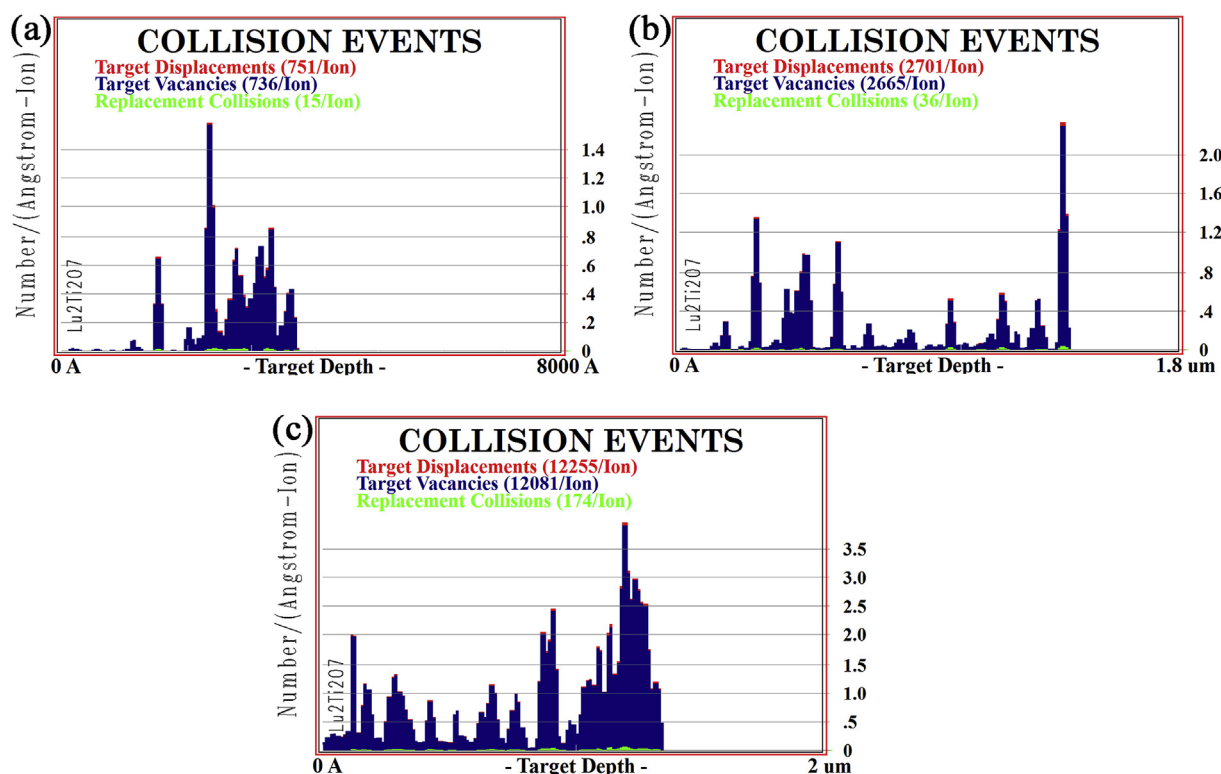 (a)
COLLISION EVENTS
Target Displacements (751/Ion)
Target Vacancies (736/Ion)
Replacement Collisions (15/Ion)
Number/(Angstrom-Ion)
Lu2Ti2O7
1.4
1.2
1.0
.8
.6
.4
.2
0
0 A
- Target Depth -
8000 A
(b)
COLLISION EVENTS
Target Displacements (2701/Ion)
Target Vacancies (2665/Ion)
Replacement Collisions (36/Ion)
Number/(Angstrom-Ion)
Lu2Ti2O7
2.0
1.6
1.2
.8
.4
0
0 A
- Target Depth -
1.8 um
(c)
COLLISION EVENTS
Target Displacements (12255/Ion)
Target Vacancies (12081/Ion)
Replacement Collisions (174/Ion)
Number/(Angstrom-Ion)
Lu2Ti2O7
3.5
3.0
2.5
2.0
1.5
1.0
.5
0
0 A
- Target Depth -
2 um